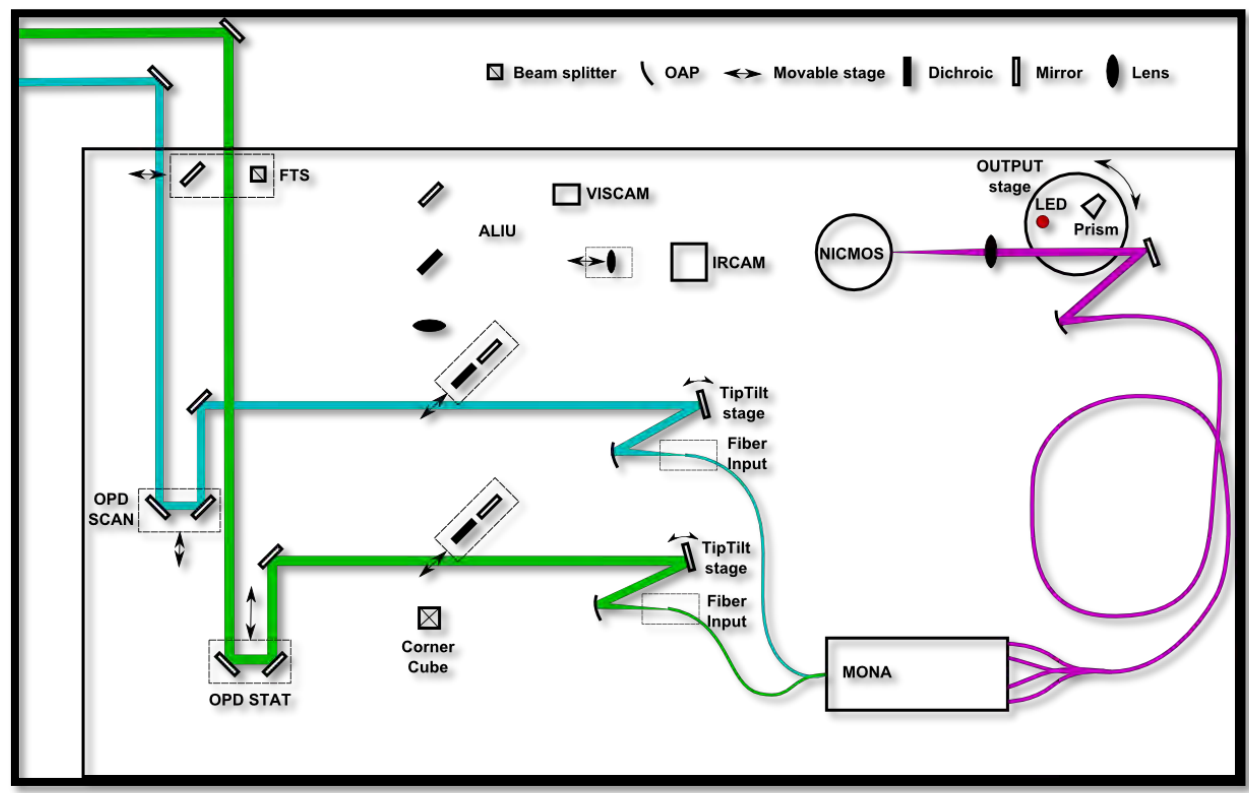 Beam splitter
OAP
Movable stage
Dichroic
Mirror
Lens
FTS
VISCAM
ALIU
IRCAM
OUTPUT
stage
LED
Prism
NICMOS
TipTilt
stage
Fiber
Input
OPD
SCAN
TipTilt
stage
Fiber
Input
Corner
Cube
MONA
OPD STAT